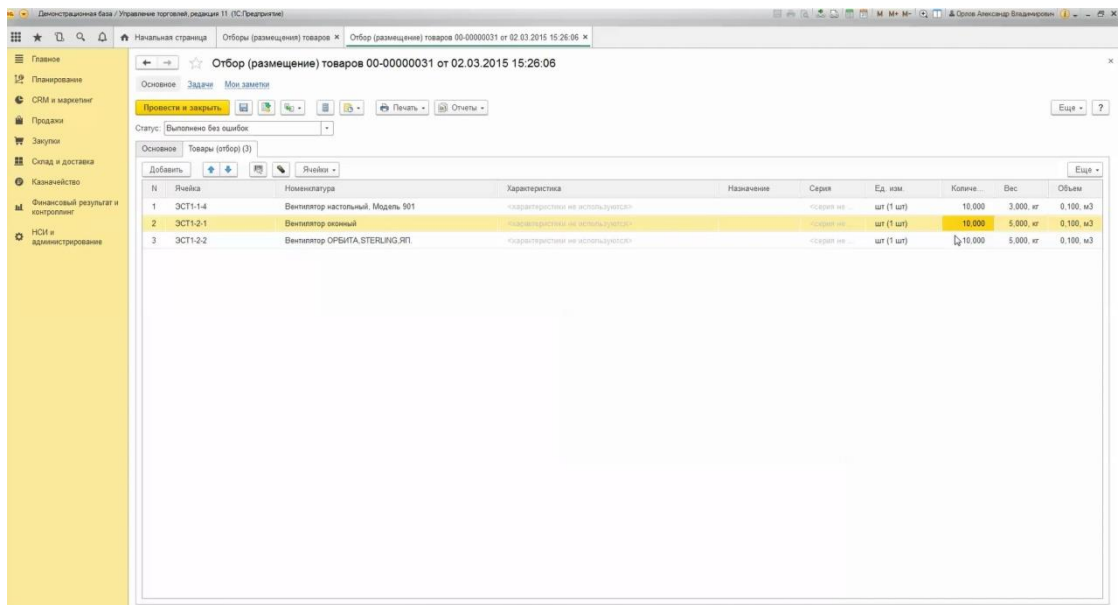 Демонстрационная база / Управление торговлей, редакция 11 (1С:Предприятие)
M M+ M-
Орлов Александр Владимирович
Начальная страница
Отборы (размещения) товаров ×
Отбор (размещение) товаров 00-00000031 от 02.03.2015 15:26:06 ×
Главное
Планирование
CRM и маркетинг
Продажи
Закупки
Склад и доставка
Казначейство
Финансовый результат и
контроллинг
НСИ и
администрирование
Отбор (размещение) товаров 00-00000031 от 02.03.2015 15:26:06
Основное Задачи Мои заметки
Провести и закрыть Печать Отчеты Еще ?
Статус: Выполнено без ошибок
Основное Товары (отбор) (3)
Добавить Ячейки Еще
N Ячейка Номенклатура Характеристика Назначение Серия Ед. изм. Количе... Вес Объем
1 ЭСТ1-1-4 Вентилятор настольный, Модель 901 <характеристики не используются> <серия не ... шт (1 шт) 10,000 3,000, кг 0,100, м3
2 ЭСТ1-2-1 Вентилятор оконный <характеристики не используются> <серия не ... шт (1 шт) 10,000 5,000, кг 0,100, м3
3 ЭСТ1-2-2 Вентилятор ОРБИТА,STERLING,ЯП. <характеристики не используются> <серия не ... шт (1 шт) 10,000 5,000, кг 0,100, м3